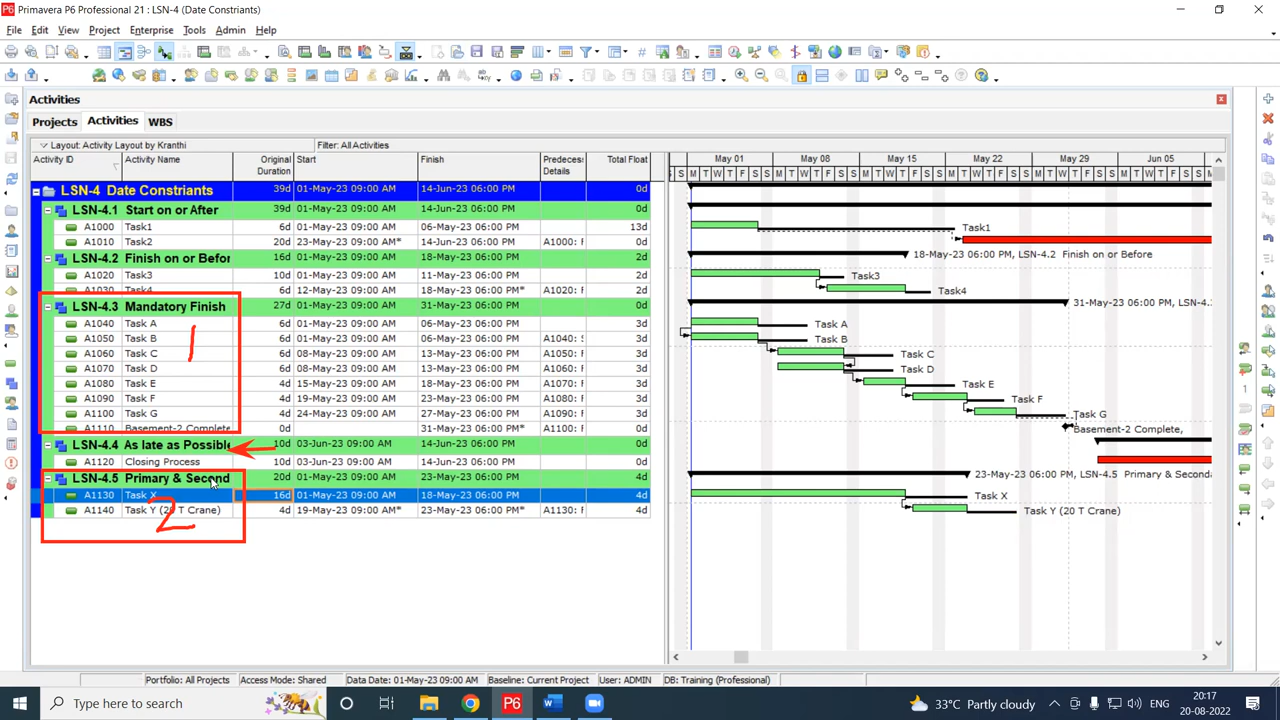 Primavera P6 Professional 21 : LSN-4 (Date Constraints)
File Edit View Project Enterprise Tools Admin Help
Activities
Projects Activities WBS
Layout: Activity Layout by Kranthi Filter: All Activities
Activity ID Activity Name Original Duration Start Finish Predeces: Details Total Float
May 01 May 08 May 15 May 22 May 29 Jun 05
S M T W T F S S M T W T F S S M T W T F S S M T W T F S S M T W T F S S M T W
LSN-4 Date Constriants 39d 01-May-23 09:00 AM 14-Jun-23 06:00 PM 0d
LSN-4.1 Start on or After 39d 01-May-23 09:00 AM 14-Jun-23 06:00 PM 0d
A1000 Task1 6d 01-May-23 09:00 AM 06-May-23 06:00 PM 13d Task1
A1010 Task2 20d 23-May-23 09:00 AM* 14-Jun-23 06:00 PM A1000: F 0d
LSN-4.2 Finish on or Befor 16d 01-May-23 09:00 AM 18-May-23 06:00 PM 2d 18-May-23 06:00 PM, LSN-4.2 Finish on or Before
A1020 Task3 10d 01-May-23 09:00 AM 11-May-23 06:00 PM 2d Task3
A1030 Task4 6d 12-May-23 09:00 AM 18-May-23 06:00 PM* A1020: F 2d Task4
LSN-4.3 Mandatory Finish 27d 01-May-23 09:00 AM 31-May-23 06:00 PM 3d 31-May-23 06:00 PM, LSN-4.
A1040 Task A 6d 01-May-23 09:00 AM 06-May-23 06:00 PM 3d Task A
A1050 Task B 6d 01-May-23 09:00 AM 06-May-23 06:00 PM A1040: S 3d Task B
A1060 Task C 6d 08-May-23 09:00 AM 13-May-23 06:00 PM A1050: F 3d Task C
A1070 Task D 6d 08-May-23 09:00 AM 13-May-23 06:00 PM A1060: F 3d Task D
A1080 Task E 4d 15-May-23 09:00 AM 18-May-23 06:00 PM A1070: F 3d Task E
A1090 Task F 4d 19-May-23 09:00 AM 23-May-23 06:00 PM A1080: F 3d Task F
A1100 Task G 4d 24-May-23 09:00 AM 27-May-23 06:00 PM A1090: F 3d Task G
A1110 Basement-2 Complete 0d 31-May-23 06:00 PM* A1100: F 0d Basement-2 Complete,
1
LSN-4.4 As late as Possible 10d 03-Jun-23 09:00 AM 14-Jun-23 06:00 PM 0d
A1120 Closing Process 10d 03-Jun-23 09:00 AM 14-Jun-23 06:00 PM 0d
LSN-4.5 Primary & Second 20d 01-May-23 09:00 AM 23-May-23 06:00 PM 4d 23-May-23 06:00 PM, LSN-4.5 Primary & Second
A1130 Task X 16d 01-May-23 09:00 AM 18-May-23 06:00 PM 4d Task X
A1140 Task Y (20 T Crane) 4d 19-May-23 09:00 AM* 23-May-23 06:00 PM* A1130: F 4d Task Y (20 T Crane)
2
Portfolio: All Projects Access Mode: Shared Data Date: 01-May-23 09:00 AM Baseline: Current Project User: ADMIN DB: Training (Professional)
Type here to search 33°C Partly cloudy ENG 20:17
20-08-2022